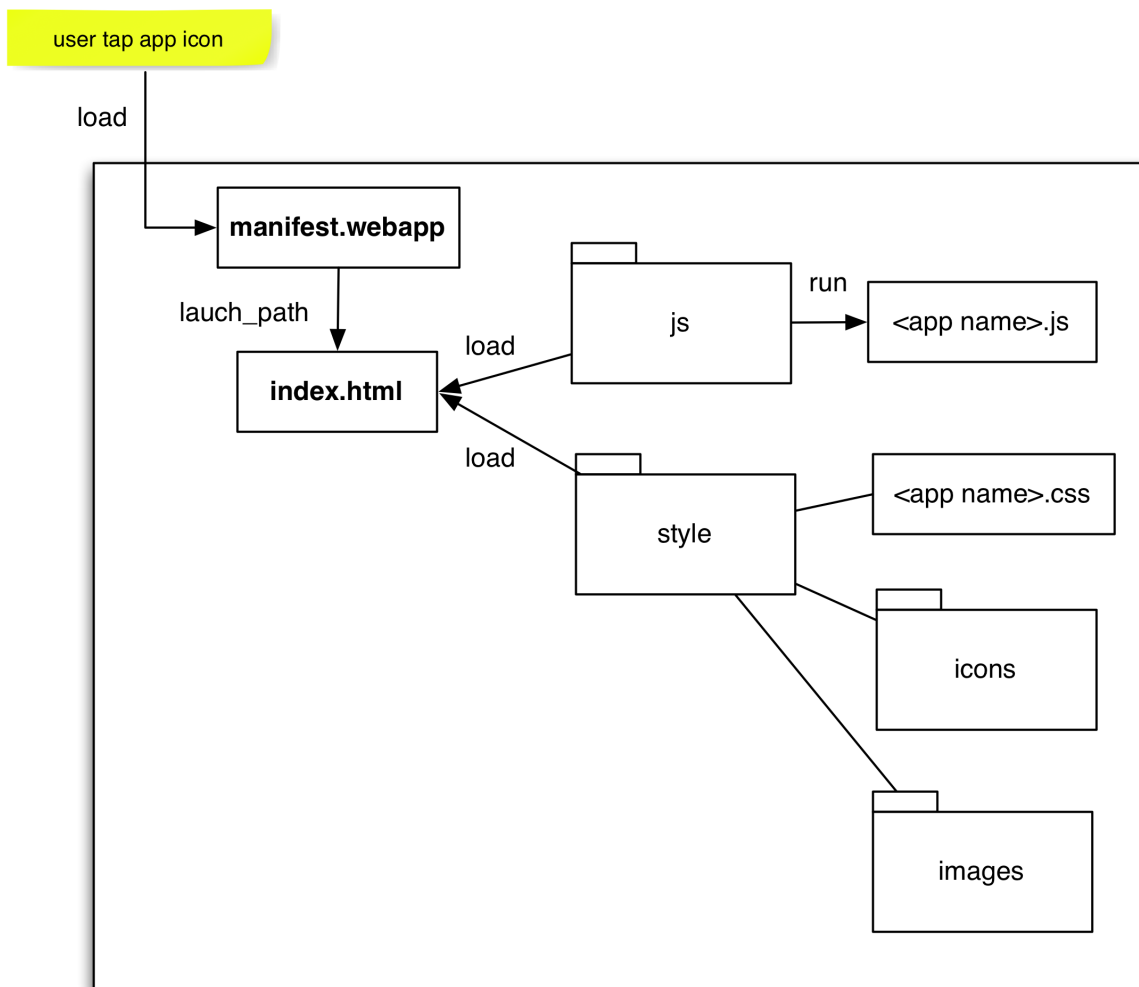 user tap app icon
load
manifest.webapp
lauch_path
index.html
load
load
js
run
<app name>.js
style
<app name>.css
icons
images